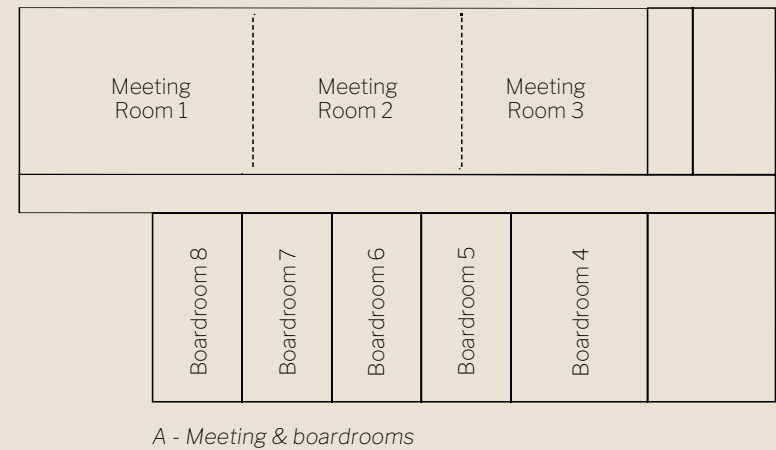 Meeting
Room 1
Meeting
Room 2
Meeting
Room 3
Boardroom 8
Boardroom 7
Boardroom 6
Boardroom 5
Boardroom 4
A - Meeting & boardrooms